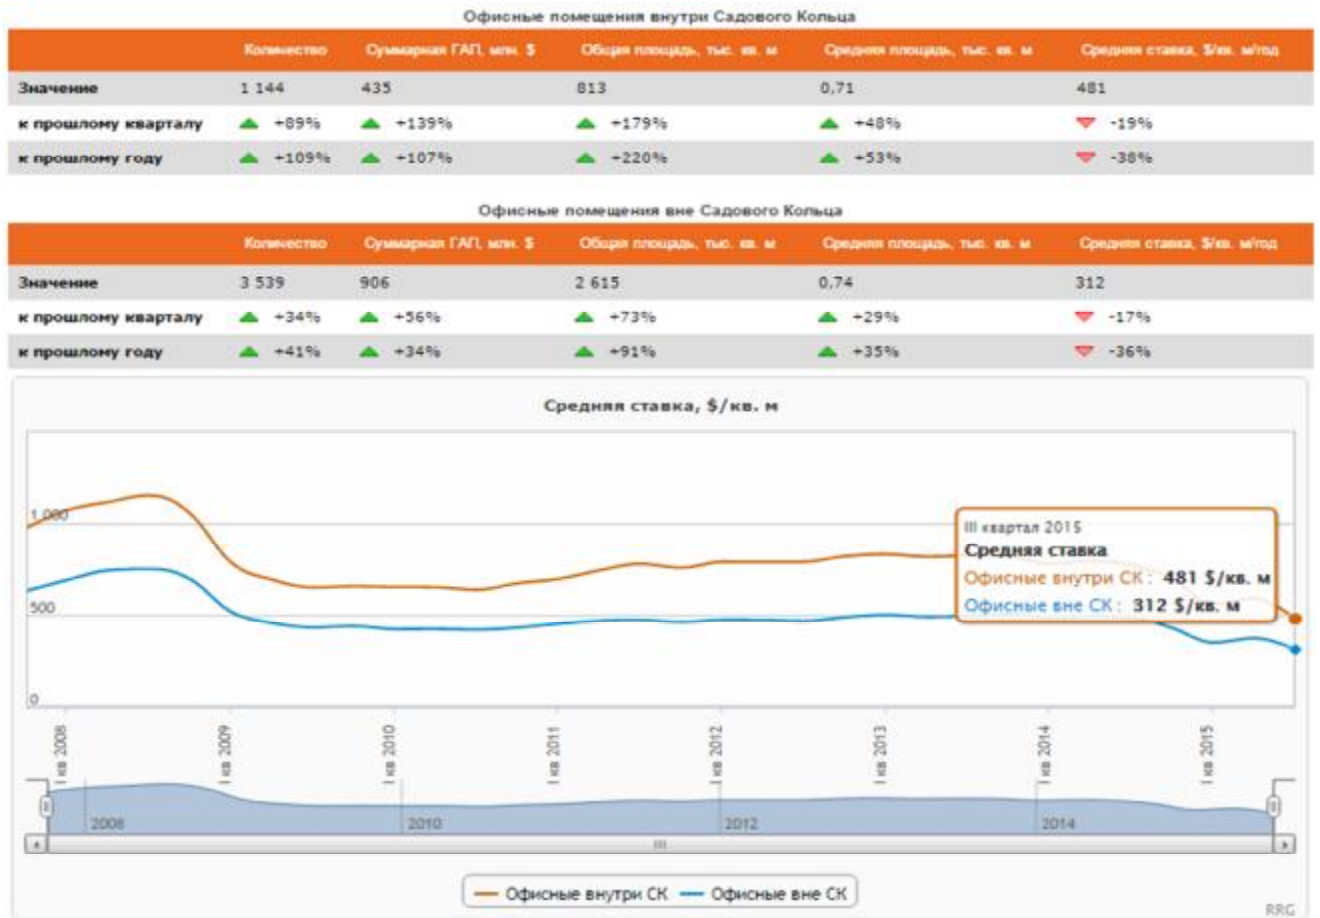 Офисные помещения внутри Садового Кольца
Количество Суммарная ГАП, млн. $ Общая площадь, тыс. кв. м Средняя площадь, тыс. кв. м Средняя ставка, $/кв. м/год
Значение 1 144 435 813 0,71 481
к прошлому кварталу +89% +139% +179% +48% -19%
к прошлому году +109% +107% +220% +53% -38%
Офисные помещения вне Садового Кольца
Количество Суммарная ГАП, млн. $ Общая площадь, тыс. кв. м Средняя площадь, тыс. кв. м Средняя ставка, $/кв. м/год
Значение 3 539 906 2 615 0,74 312
к прошлому кварталу +34% +56% +73% +29% -17%
к прошлому году +41% +34% +91% +35% -36%
Средняя ставка, $/кв. м
1 000
III квартал 2015
Средняя ставка
Офисные внутри СК : 481 $/кв. м
Офисные вне СК : 312 $/кв. м
500
0
I кв 2008 I кв 2009 I кв 2010 I кв 2011 I кв 2012 I кв 2013 I кв 2014 I кв 2015
2008 2010 2012 2014
Офисные внутри СК Офисные вне СК
RRG